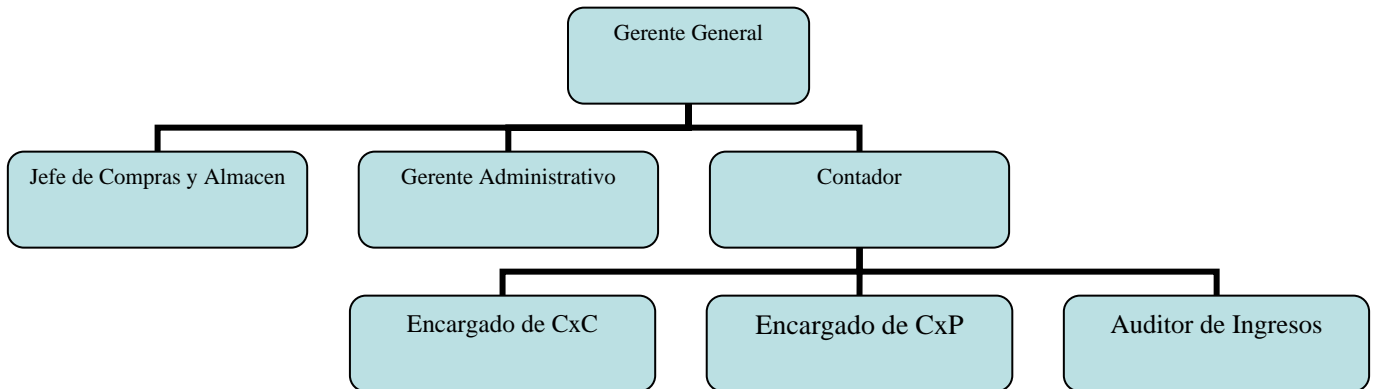 Gerente General
Jefe de Compras y Almacen
Gerente Administrativo
Contador
Encargado de CxC
Encargado de CxP
Auditor de Ingresos